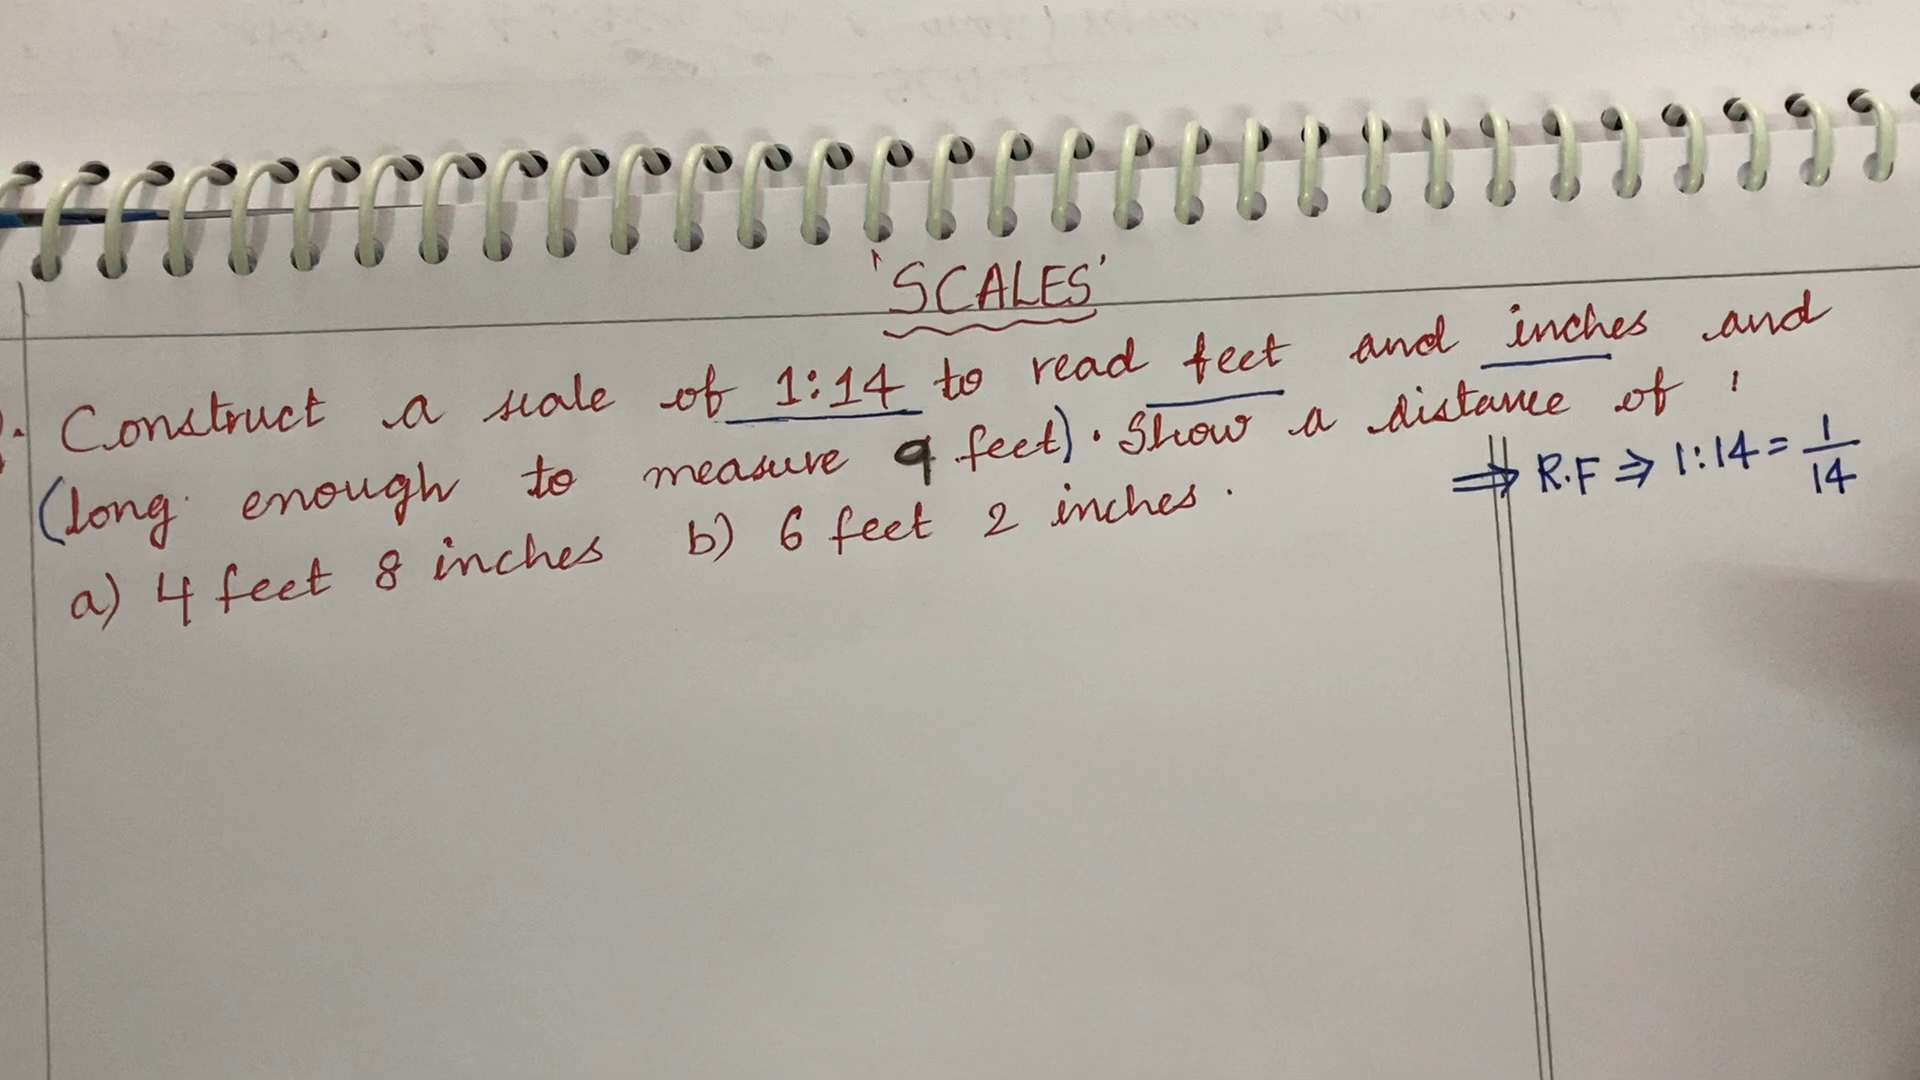 'SCALES'
Construct a scale of 1:14 to read feet and inches and
(long enough to measure 9 feet). Show a distance of
a) 4 feet 8 inches b) 6 feet 2 inches.
⇒ R.F ⇒ 1:14 = 1/14